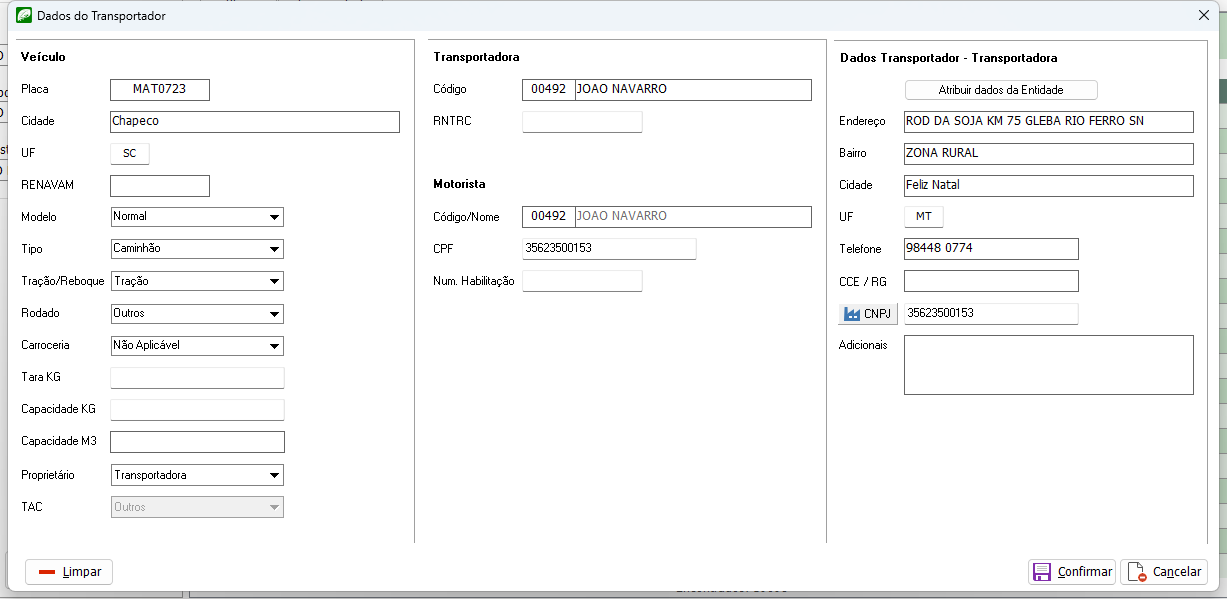 Dados do Transportador
Veículo
Placa MAT0723
Cidade Chapeco
UF SC
RENAVAM
Modelo Normal
Tipo Caminhão
Tração/Reboque Tração
Rodado Outros
Carroceria Não Aplicável
Tara KG
Capacidade KG
Capacidade M3
Proprietário Transportadora
TAC Outros
Transportadora
Código 00492 JOAO NAVARRO
RNTRC
Motorista
Código/Nome 00492 JOAO NAVARRO
CPF 35623500153
Num. Habilitação
Dados Transportador - Transportadora
Atribuir dados da Entidade
Endereço ROD DA SOJA KM 75 GLEBA RIO FERRO SN
Bairro ZONA RURAL
Cidade Feliz Natal
UF MT
Telefone 98448 0774
CCE / RG
CNPJ 35623500153
Adicionais
Limpar
Confirmar
Cancelar